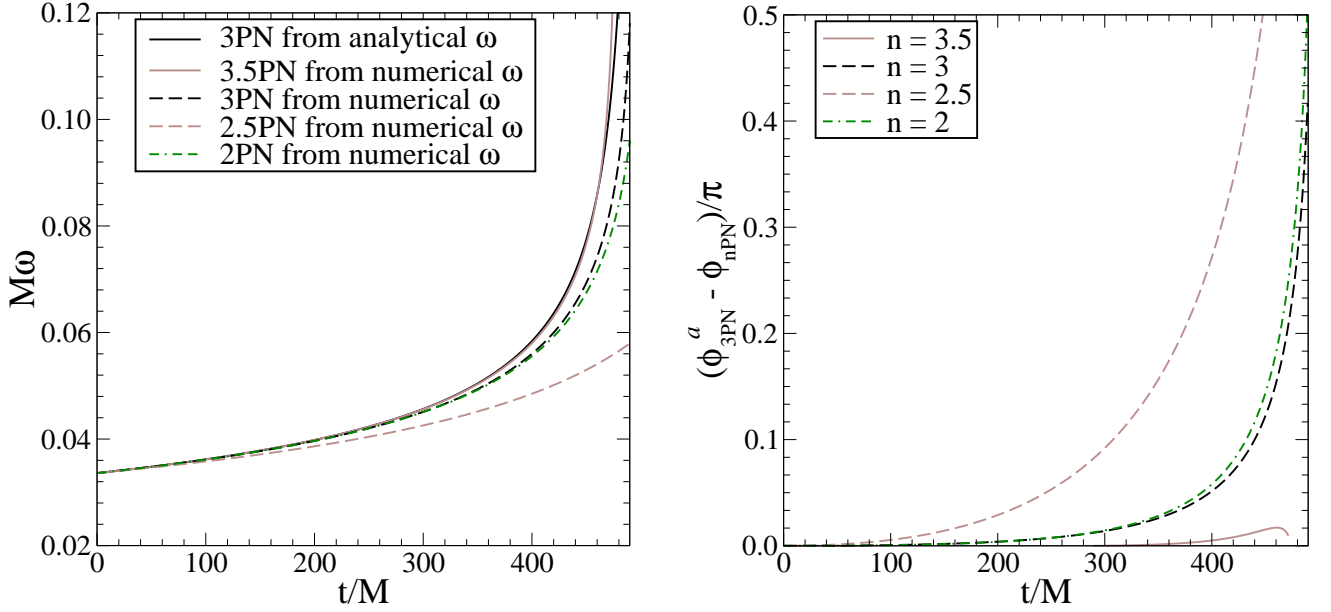 3PN from analytical ω
3.5PN from numerical ω
3PN from numerical ω
2.5PN from numerical ω
2PN from numerical ω
0.12
0.10
0.08
0.06
0.04
0.02
Mω
0 100 200 300 400
t/M
n = 3.5
n = 3
n = 2.5
n = 2
0.5
0.4
0.3
0.2
0.1
0.0
(ϕ^a_3PN - ϕ_nPN)/π
0 100 200 300 400
t/M